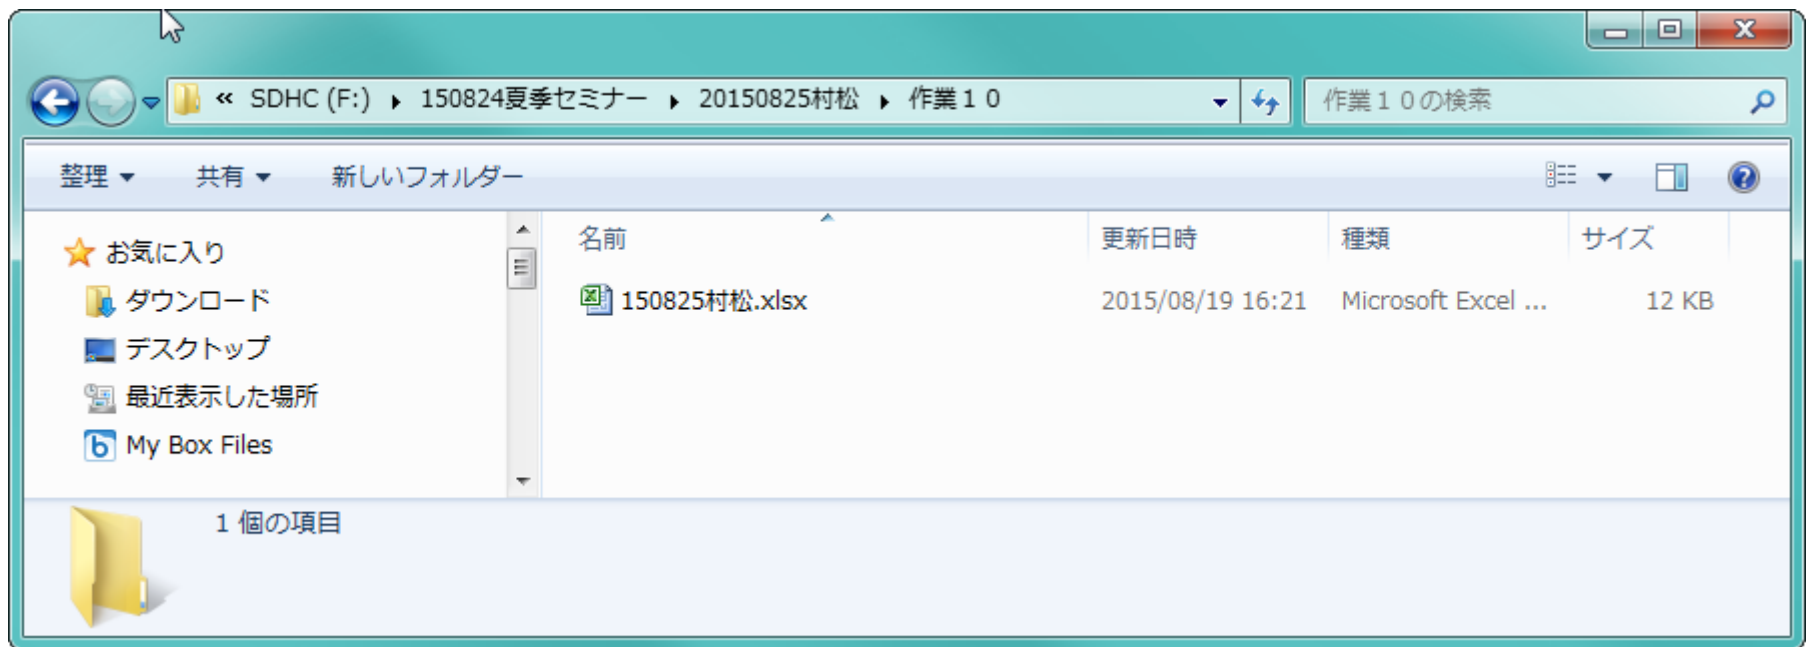 « SDHC (F:) ▸ 150824夏季セミナー ▸ 20150825村松 ▸ 作業１０
作業１０の検索
整理 共有 新しいフォルダー
お気に入り
ダウンロード
デスクトップ
最近表示した場所
My Box Files
名前 更新日時 種類 サイズ
150825村松.xlsx 2015/08/19 16:21 Microsoft Excel ... 12 KB
1 個の項目